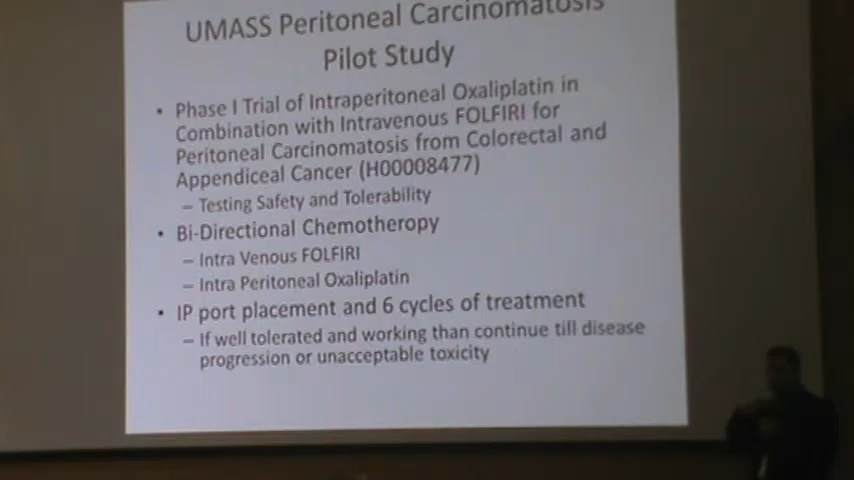 UMASS Peritoneal Carcinomatosis
Pilot Study
• Phase I Trial of Intraperitoneal Oxaliplatin in
Combination with Intravenous FOLFIRI for
Peritoneal Carcinomatosis from Colorectal and
Appendiceal Cancer (H00008477)
– Testing Safety and Tolerability
• Bi-Directional Chemotheropy
– Intra Venous FOLFIRI
– Intra Peritoneal Oxaliplatin
• IP port placement and 6 cycles of treatment
– If well tolerated and working than continue till disease
progression or unacceptable toxicity